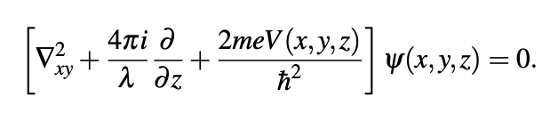 [∇²_xy + 4πi/λ ∂/∂z + 2meV(x,y,z)/ħ²] ψ(x,y,z) = 0.